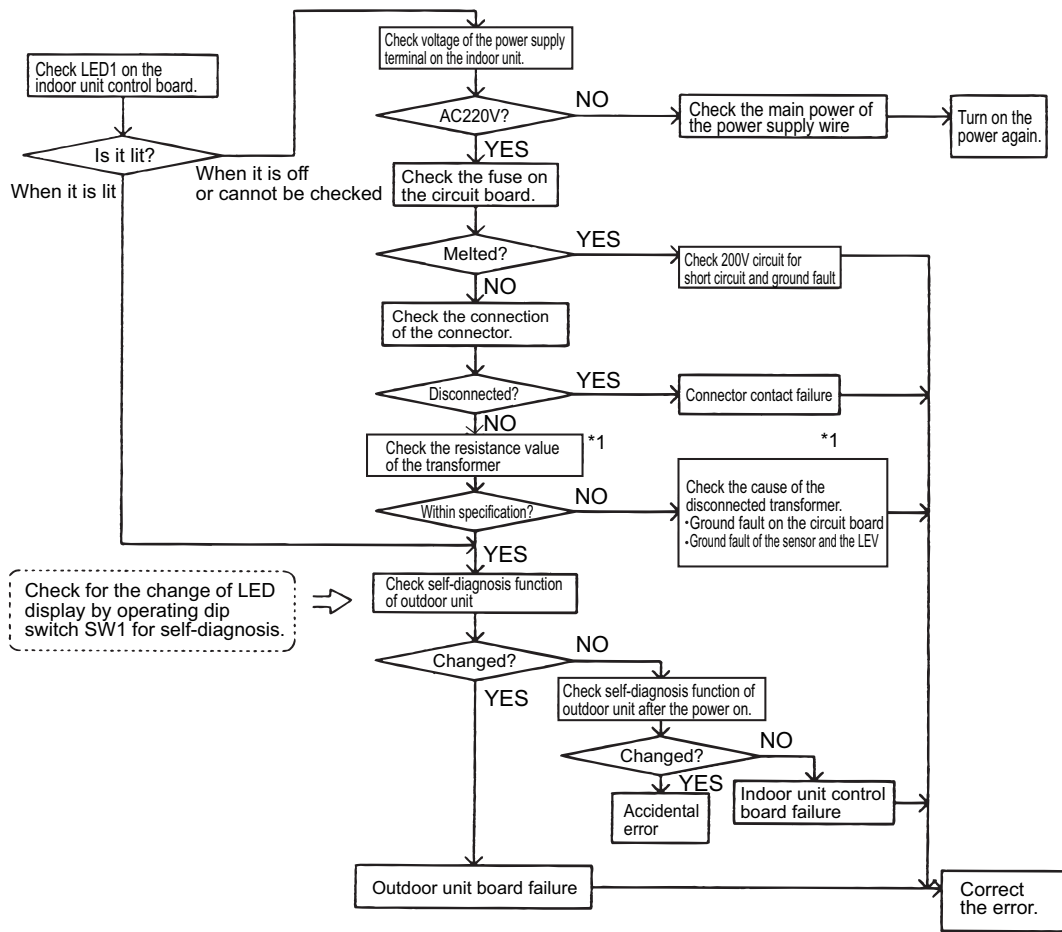 Check LED1 on the
indoor unit control board.
Is it lit?
When it is lit
When it is off
or cannot be checked
Check voltage of the power supply
terminal on the indoor unit.
AC220V?
NO
Check the main power of
the power supply wire
Turn on the
power again.
YES
Check the fuse on
the circuit board.
Melted?
YES
Check 200V circuit for
short circuit and ground fault
NO
Check the connection
of the connector.
Disconnected?
YES
Connector contact failure
NO
Check the resistance value
of the transformer
*1
*1
Within specification?
NO
Check the cause of the
disconnected transformer.
•Ground fault on the circuit board
•Ground fault of the sensor and the LEV
YES
Check for the change of LED
display by operating dip
switch SW1 for self-diagnosis.
Check self-diagnosis function
of outdoor unit
Changed?
NO
YES
Check self-diagnosis function of
outdoor unit after the power on.
Changed?
NO
YES
Accidental
error
Indoor unit control
board failure
Outdoor unit board failure
Correct
the error.